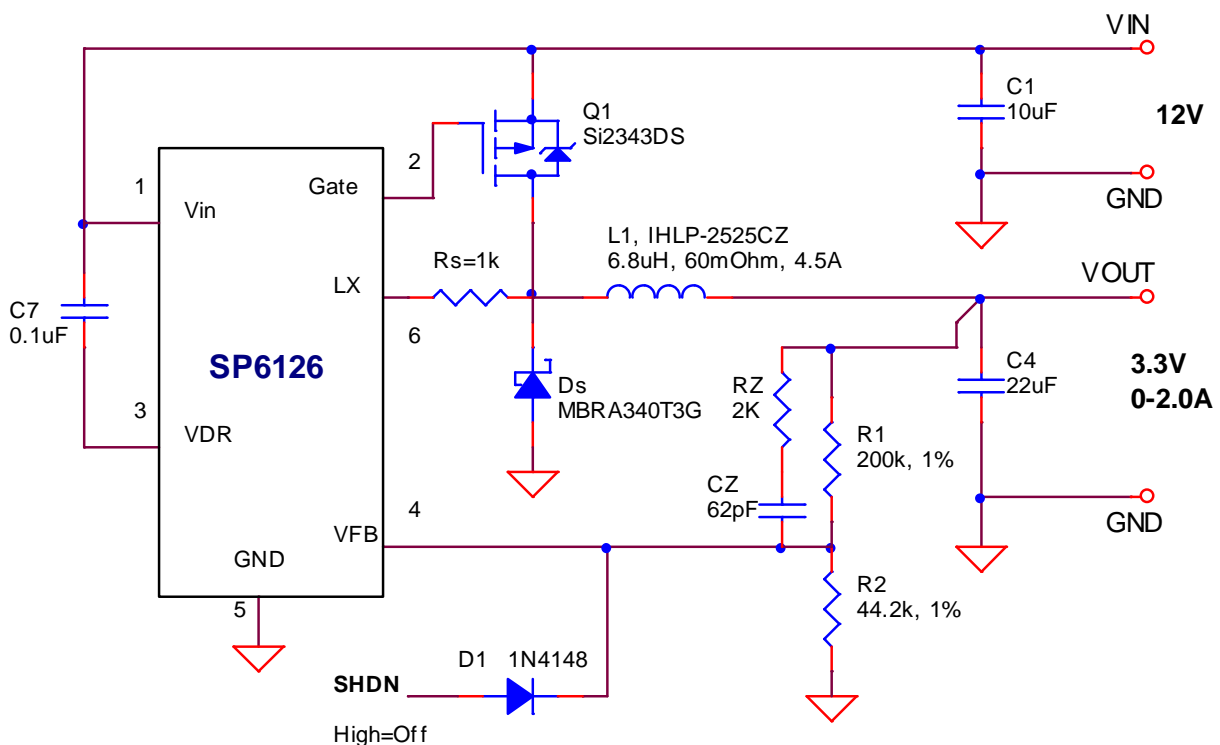 VIN
C1
10uF
12V
GND
Q1
Si2343DS
2
1
Gate
Vin
L1, IHLP-2525CZ
6.8uH, 60mOhm, 4.5A
Rs=1k
VOUT
LX
C7
0.1uF
6
SP6126
C4
22uF
3.3V
0-2.0A
Ds
MBRA340T3G
RZ
2K
3
VDR
R1
200k, 1%
CZ
62pF
4
VFB
GND
GND
5
R2
44.2k, 1%
D1 1N4148
SHDN
High=Off